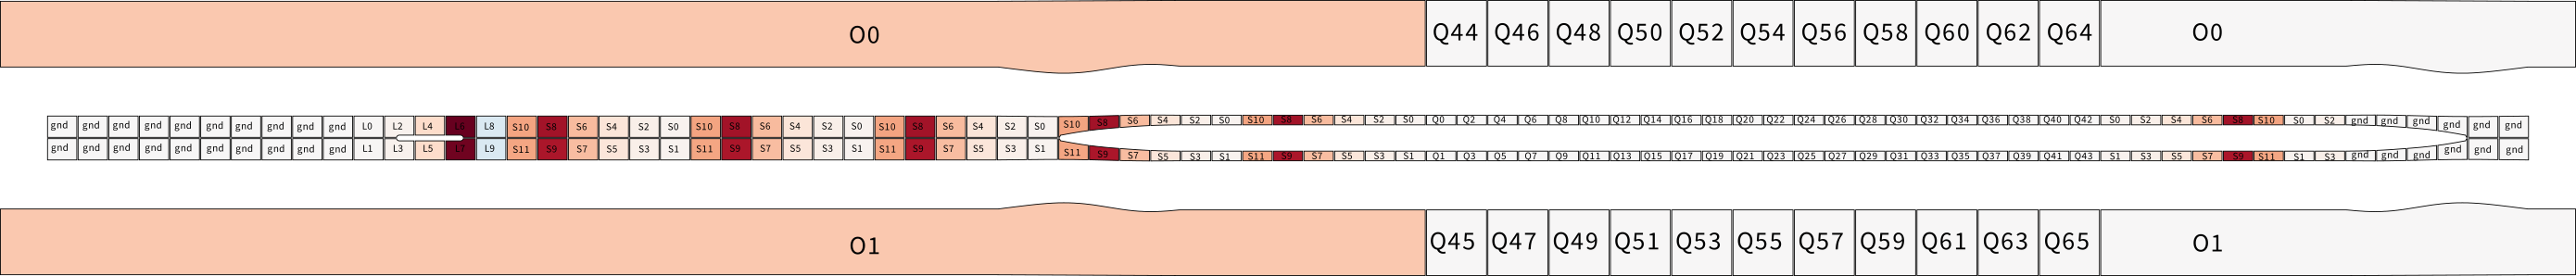 O0 Q44 Q46 Q48 Q50 Q52 Q54 Q56 Q58 Q60 Q62 Q64 O0
gnd gnd gnd gnd gnd gnd gnd gnd gnd gnd L0 L2 L4 L6 L8 S10 S8 S6 S4 S2 S0 S10 S8 S6 S4 S2 S0 S10 S8 S6 S4 S2 S0 S10 S8 S6 S4 S2 S0 S10 S8 S6 S4 S2 S0 Q0 Q2 Q4 Q6 Q8 Q10 Q12 Q14 Q16 Q18 Q20 Q22 Q24 Q26 Q28 Q30 Q32 Q34 Q36 Q38 Q40 Q42 S0 S2 S4 S6 S8 S10 S0 S2 gnd gnd gnd gnd gnd gnd
gnd gnd gnd gnd gnd gnd gnd gnd gnd gnd L1 L3 L5 L7 L9 S11 S9 S7 S5 S3 S1 S11 S9 S7 S5 S3 S1 S11 S9 S7 S5 S3 S1 S11 S9 S7 S5 S3 S1 S11 S9 S7 S5 S3 S1 Q1 Q3 Q5 Q7 Q9 Q11 Q13 Q15 Q17 Q19 Q21 Q23 Q25 Q27 Q29 Q31 Q33 Q35 Q37 Q39 Q41 Q43 S1 S3 S5 S7 S9 S11 S1 S3 gnd gnd gnd gnd gnd gnd
O1 Q45 Q47 Q49 Q51 Q53 Q55 Q57 Q59 Q61 Q63 Q65 O1